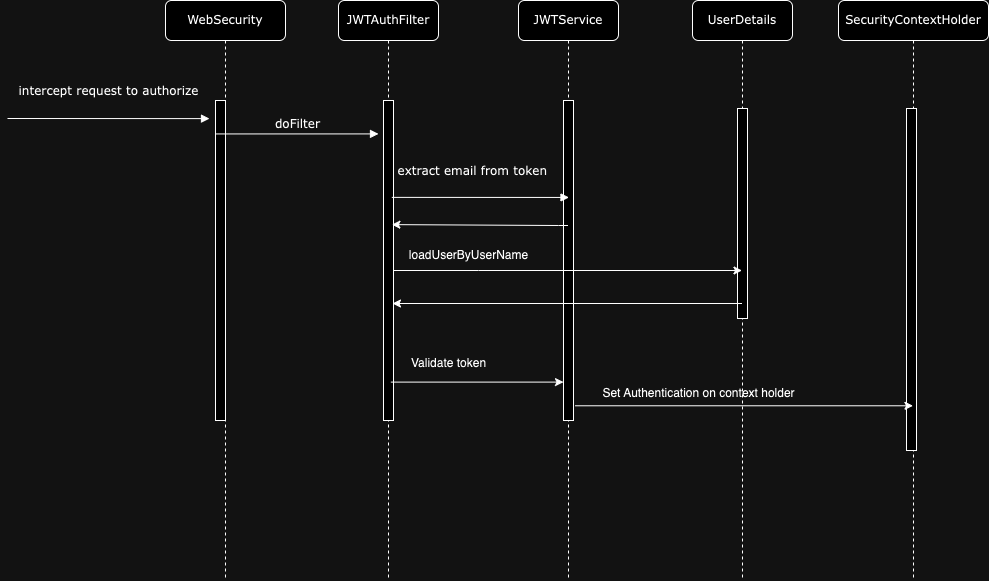 WebSecurity
JWTAuthFilter
JWTService
UserDetails
SecurityContextHolder
intercept request to authorize
doFilter
extract email from token
loadUserByUserName
Validate token
Set Authentication on context holder